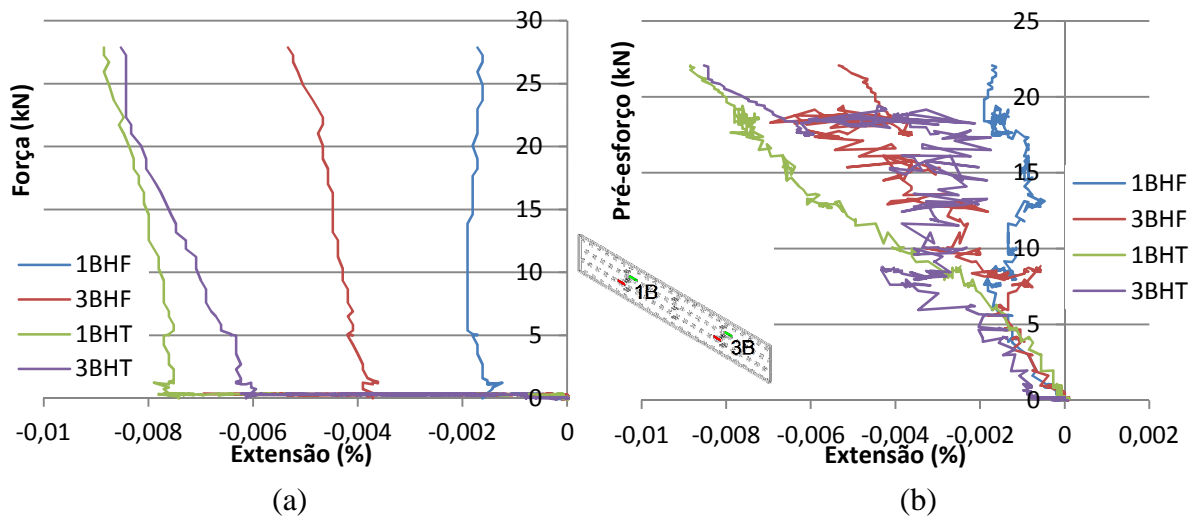 Força (kN)
30
25
20
15
10
5
0
1BHF
3BHF
1BHT
3BHT
-0,01
-0,008
-0,006
-0,004
-0,002
0
Extensão (%)
(a)
Pré-esforço (kN)
25
20
15
10
5
0
1BHF
3BHF
1BHT
3BHT
1B
3B
-0,01
-0,008
-0,006
-0,004
-0,002
0
0,002
Extensão (%)
(b)